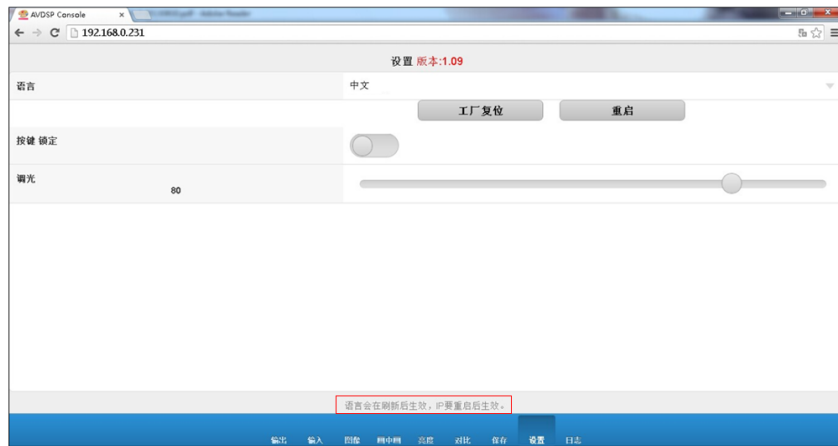 AVDSP Console
192.168.0.231
设置 版本:1.09
语言 中文
工厂复位 重启
按键 锁定
调光
80
语言会在刷新后生效，IP要重启后生效。
输出 输入 图像 画中画 亮度 对比 保存 设置 日志